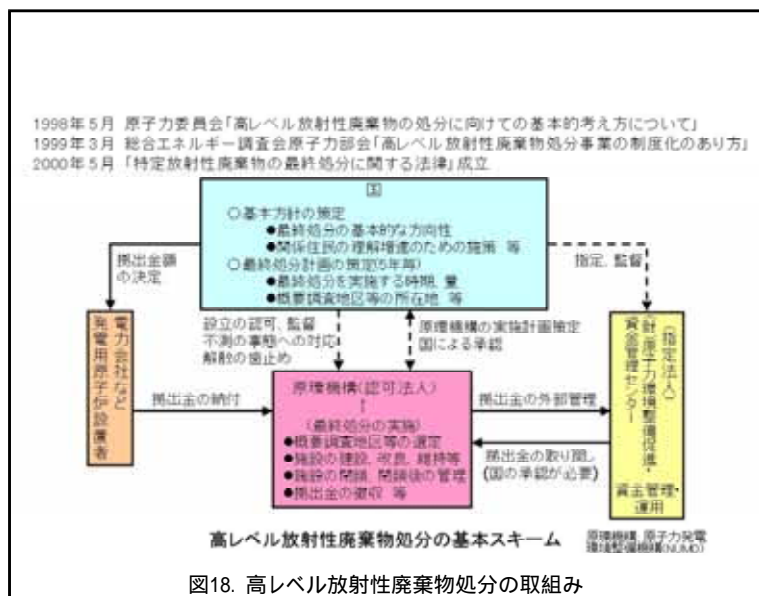 1998年5月 原子力委員会「高レベル放射性廃棄物の処分に向けての基本的考え方について」
1999年3月 総合エネルギー調査会原子力部会「高レベル放射性廃棄物処分事業の制度化のあり方」
2000年5月 「特定放射性廃棄物の最終処分に関する法律」成立
国
○基本方針の策定
●最終処分の基本的な方向性
●関係住民の理解増進のための施策 等
○最終処分計画の策定(5年毎)
●最終処分を実施する時期、量
●概要調査地区等の所在地 等
拠出金額
の決定
指定、監督
設立の認可、監督
不測の事態への対応
解散の歯止め
原環機構の実施計画策定
国による承認
電力会社など
発電用原子炉設置者
拠出金の納付
原環機構(認可法人)
(最終処分の実施)
●概要調査地区等の選定
●施設の建設、改良、維持等
●施設の閉鎖、閉鎖後の管理
●拠出金の徴収 等
拠出金の外部管理
拠出金の取り戻し
(国の承認が必要)
(指定法人)
(財)原子力環境整備促進・
資金管理センター
資金管理・
運用
高レベル放射性廃棄物処分の基本スキーム
原環機構:原子力発電
環境整備機構(NUMO)
図18. 高レベル放射性廃棄物処分の取組み